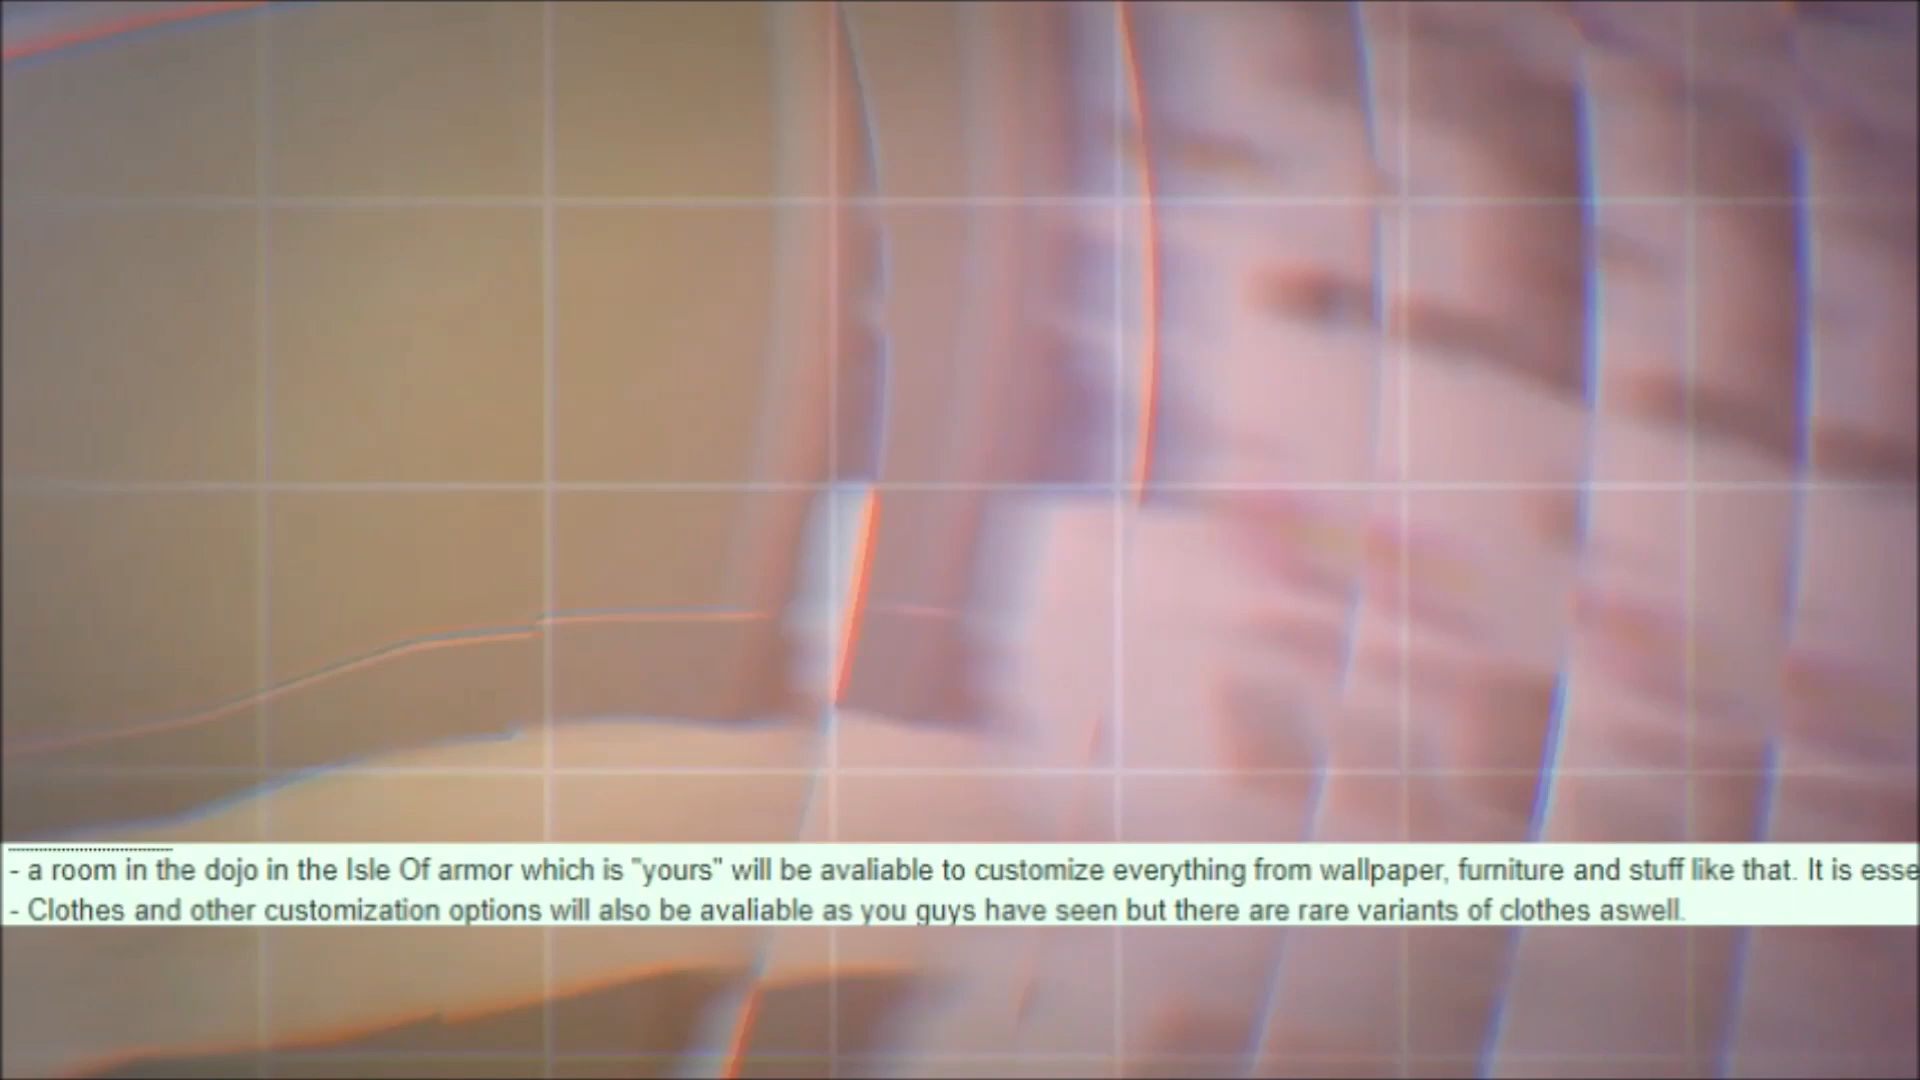 - a room in the dojo in the Isle Of armor which is "yours" will be avaliable to customize everything from wallpaper, furniture and stuff like that. It is esse
- Clothes and other customization options will also be avaliable as you guys have seen but there are rare variants of clothes aswell.